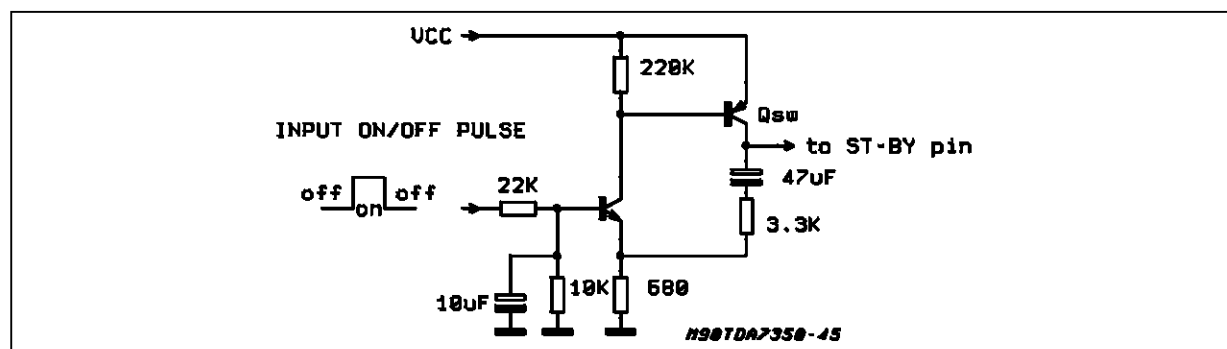 VCC
220K
Qsw
INPUT ON/OFF PULSE
to ST-BY pin
off on off
22K
47uF
3.3K
10uF
10K
680
M90TDA7350-45